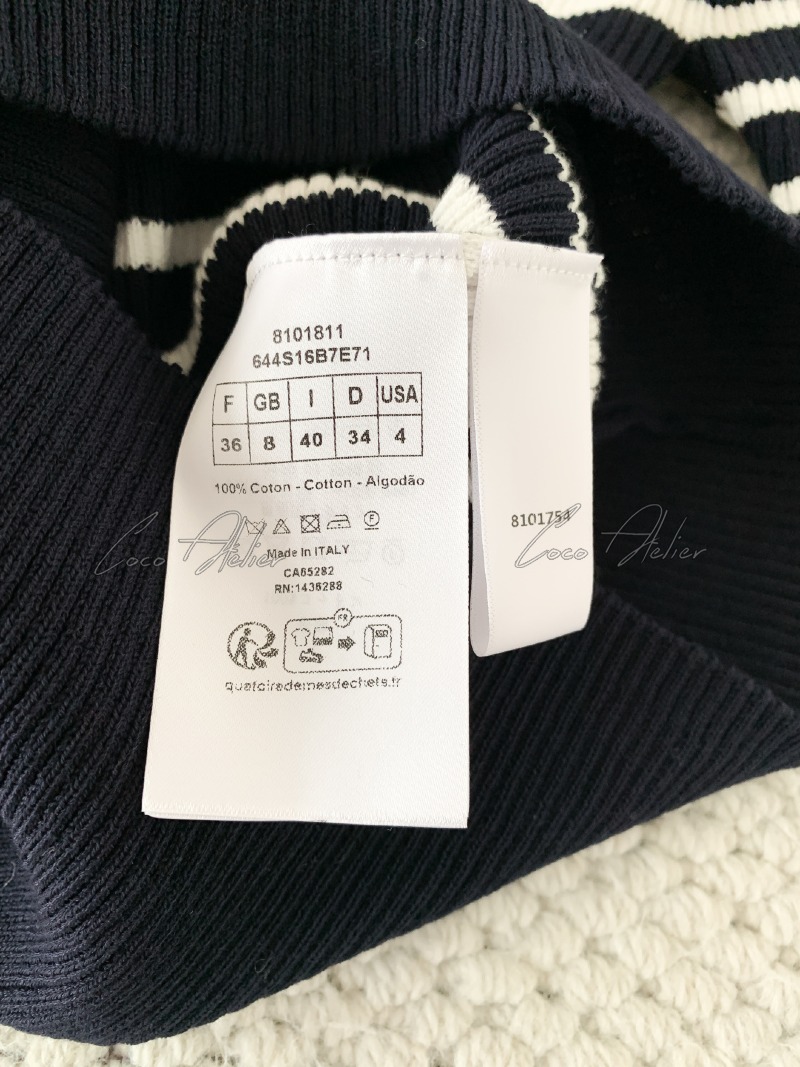 8101811
644S16B7E71
F GB I D USA
36 8 40 34 4
100% Coton - Cotton - Algodão
F
Made in ITALY
CA65282
RN:1436288
FR
quefairedemesdechets.fr
8101754
Coco Atelier
Coco Atelier